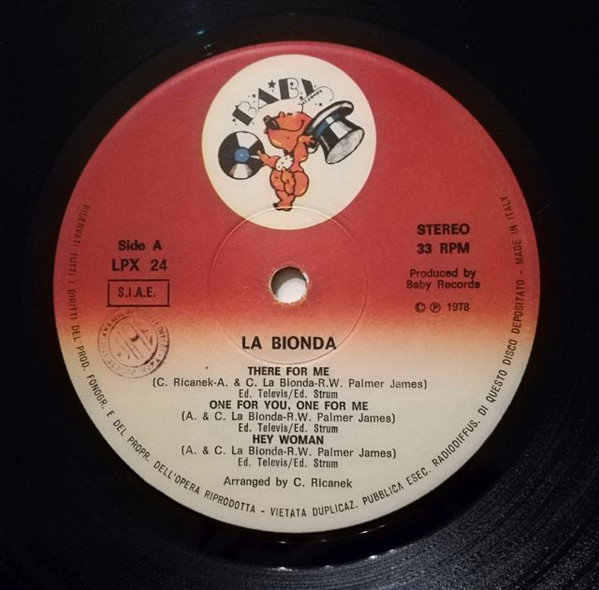 BABY
RECORDS
Side A
LPX 24
S.I.A.E.
STEREO
33 RPM
Produced by
Baby Records
© ℗ 1978
LA BIONDA
THERE FOR ME
(C. Ricanek-A. & C. La Bionda-R.W. Palmer James)
Ed. Televis/Ed. Strum
ONE FOR YOU, ONE FOR ME
(A. & C. La Bionda-R.W. Palmer James)
Ed. Televis/Ed. Strum
HEY WOMAN
(A. & C. La Bionda-R.W. Palmer James)
Ed. Televis/Ed. Strum
Arranged by C. Ricanek
RISERVATI TUTTI I DIRITTI DEL PROD. FONOGR. E DEL PROPR. DELL'OPERA RIPRODOTTA - VIETATA DUPLICAZ. PUBBLICA ESEC. RADIODIFFUS. DI QUESTO DISCO DEPOSITATO - MADE IN ITALY